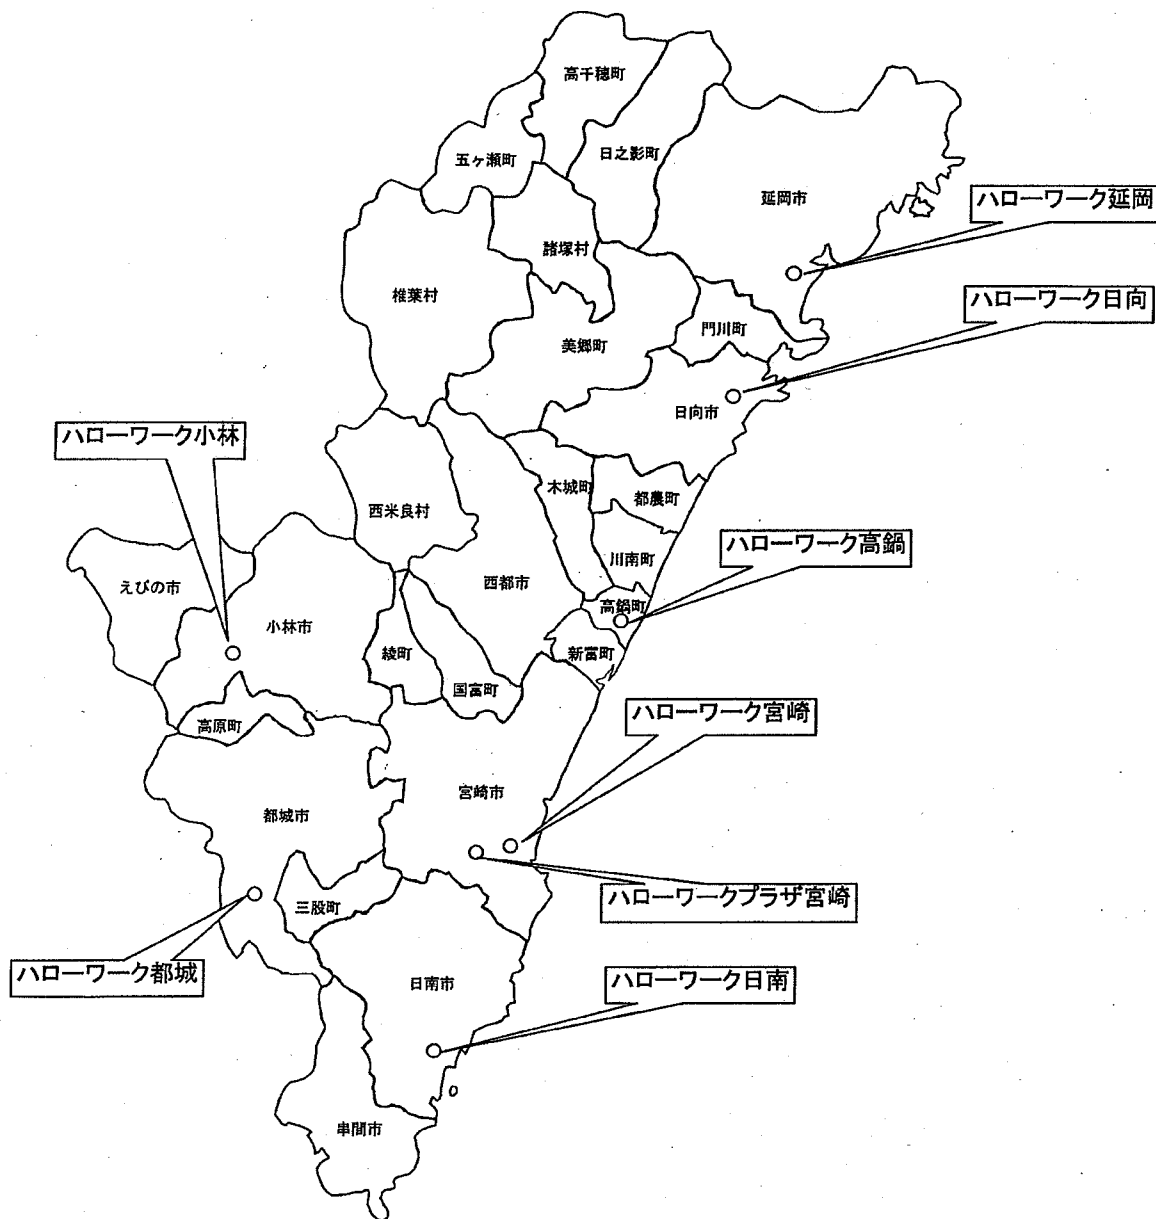 高千穂町
五ヶ瀬町
日之影町
延岡市
ハローワーク延岡
諸塚村
椎葉村
ハローワーク日向
門川町
美郷町
日向市
ハローワーク小林
木城町
都農町
西米良村
ハローワーク高鍋
川南町
えびの市
西都市
高鍋町
小林市
綾町
新富町
国富町
高原町
ハローワーク宮崎
宮崎市
都城市
ハローワークプラザ宮崎
三股町
ハローワーク都城
日南市
ハローワーク日南
串間市